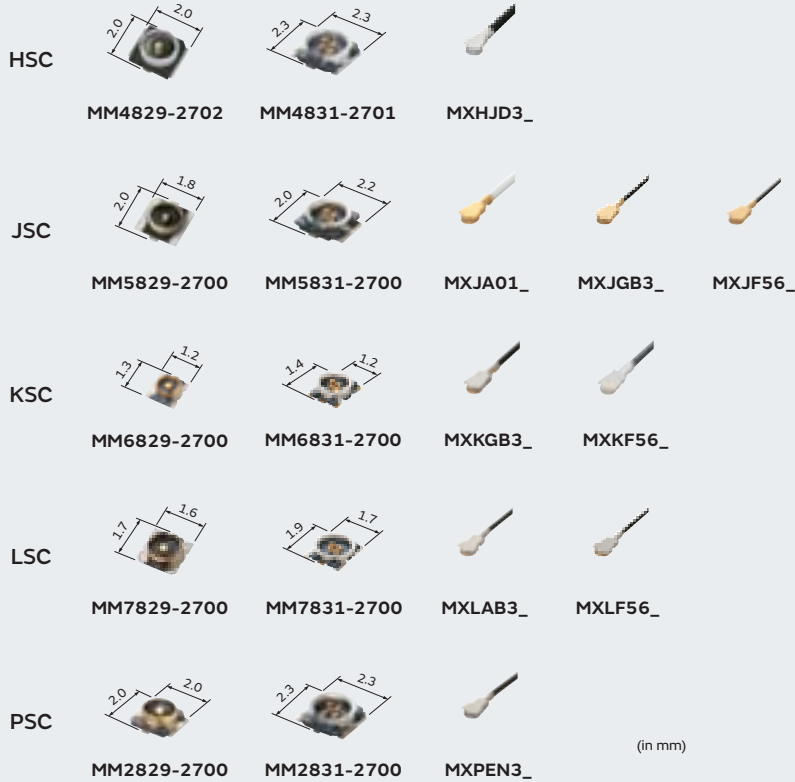 2.0 2.0 2.3 2.3
HSC
MM4829-2702 MM4831-2701 MXHJD3_
2.0 1.8 2.0 2.2
JSC
MM5829-2700 MM5831-2700 MXJA01_ MXJGB3_ MXJF56_
1.3 1.2 1.4 1.2
KSC
MM6829-2700 MM6831-2700 MXKGB3_ MXKF56_
1.7 1.6 1.9 1.7
LSC
MM7829-2700 MM7831-2700 MXLAB3_ MXLF56_
2.0 2.0 2.3 2.3
PSC
(in mm)
MM2829-2700 MM2831-2700 MXPEN3_